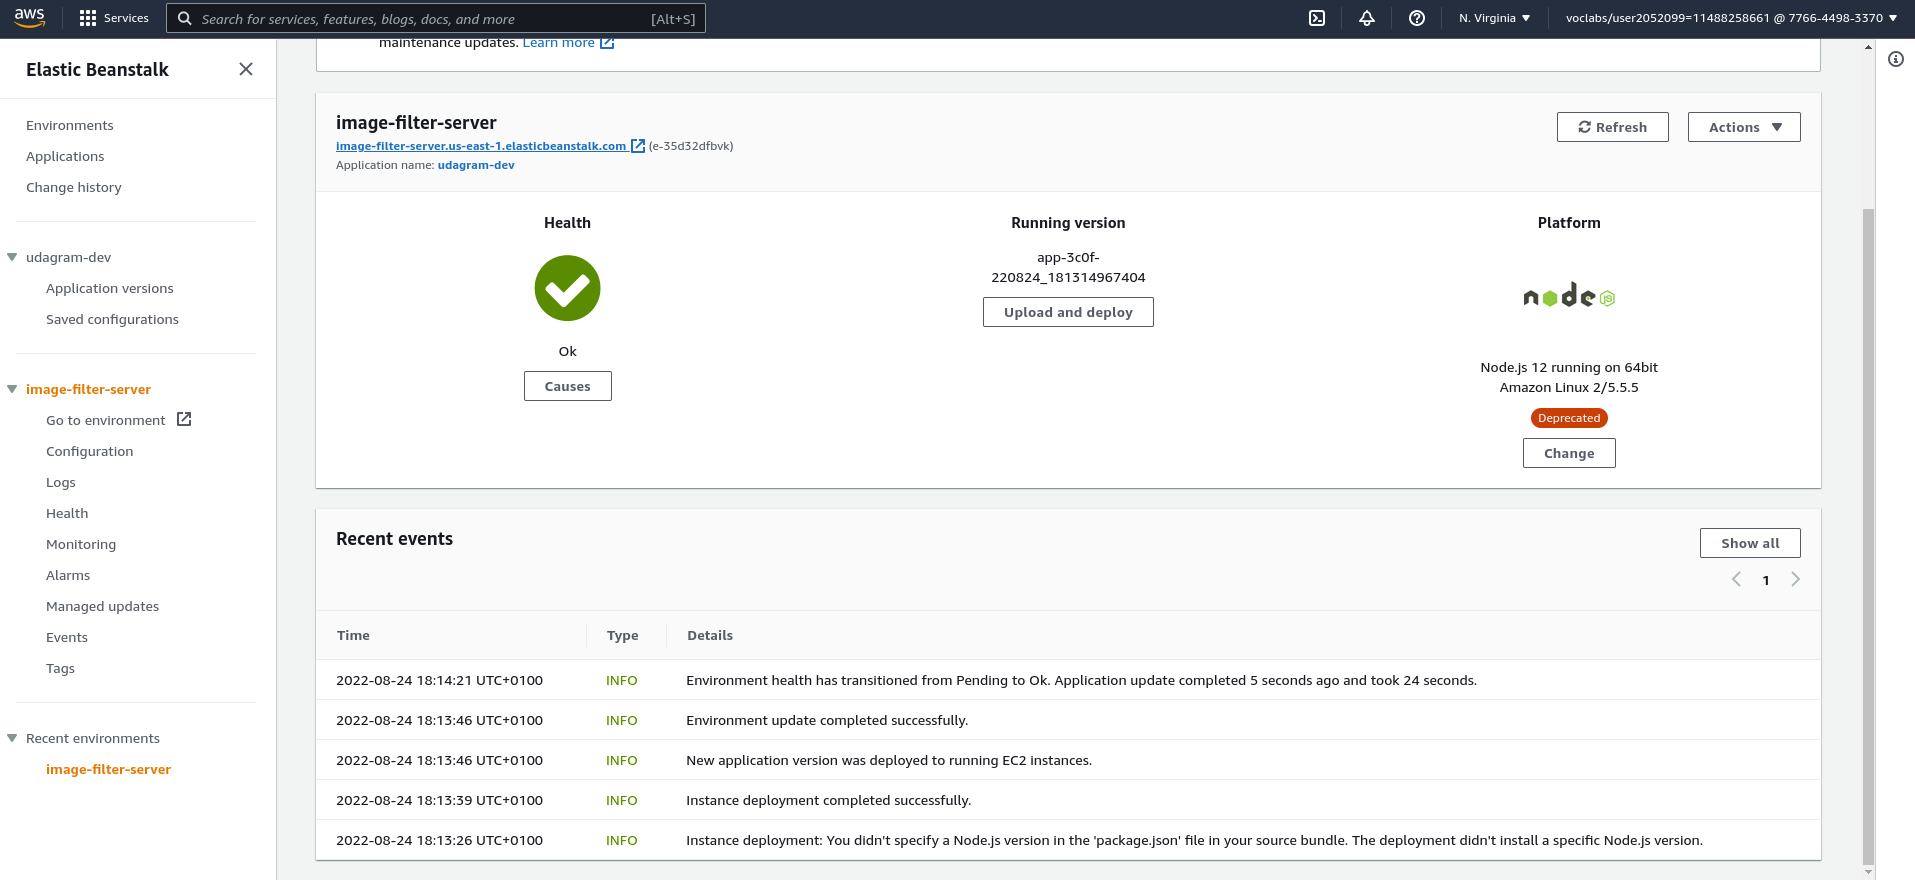 aws
Services
Search for services, features, blogs, docs, and more
[Alt+S]
N. Virginia
voclabs/user2052099=11488258661 @ 7766-4498-3370
Elastic Beanstalk
Environments
Applications
Change history
udagram-dev
Application versions
Saved configurations
image-filter-server
Go to environment
Configuration
Logs
Health
Monitoring
Alarms
Managed updates
Events
Tags
Recent environments
image-filter-server
maintenance updates. Learn more
image-filter-server
image-filter-server.us-east-1.elasticbeanstalk.com (e-35d32dfbvk)
Application name: udagram-dev
Refresh
Actions
Health
Ok
Causes
Running version
app-3c0f-
220824_181314967404
Upload and deploy
Platform
node
JS
Node.js 12 running on 64bit
Amazon Linux 2/5.5.5
Deprecated
Change
Recent events
Show all
1
Time Type Details
2022-08-24 18:14:21 UTC+0100 INFO Environment health has transitioned from Pending to Ok. Application update completed 5 seconds ago and took 24 seconds.
2022-08-24 18:13:46 UTC+0100 INFO Environment update completed successfully.
2022-08-24 18:13:46 UTC+0100 INFO New application version was deployed to running EC2 instances.
2022-08-24 18:13:39 UTC+0100 INFO Instance deployment completed successfully.
2022-08-24 18:13:26 UTC+0100 INFO Instance deployment: You didn't specify a Node.js version in the 'package.json' file in your source bundle. The deployment didn't install a specific Node.js version.